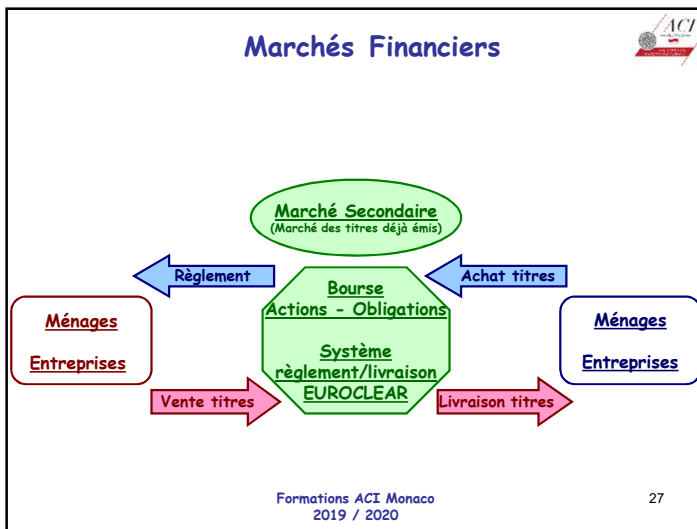 Marchés Financiers
ACI
Marché Secondaire
(Marché des titres déjà émis)
Règlement
Achat titres
Bourse
Actions - Obligations
Système
règlement/livraison
EUROCLEAR
Ménages
Entreprises
Ménages
Entreprises
Vente titres
Livraison titres
Formations ACI Monaco
2019 / 2020
27